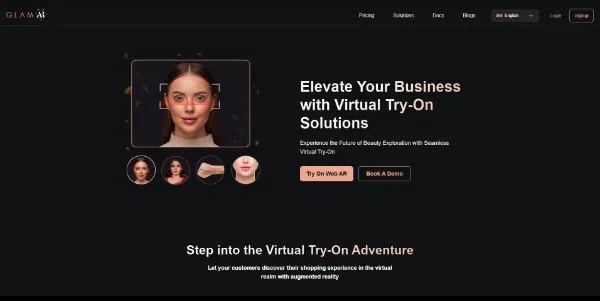 GLAM AI
Pricing
Solutions
Docs
Blogs
English
Login
Signup
Elevate Your Business
with Virtual Try-On
Solutions
Experience the Future of Beauty Exploration with Seamless
Virtual Try-On
Try On Web AR
Book A Demo
Step into the Virtual Try-On Adventure
Let your customers discover their shopping experience in the virtual
realm with augmented reality